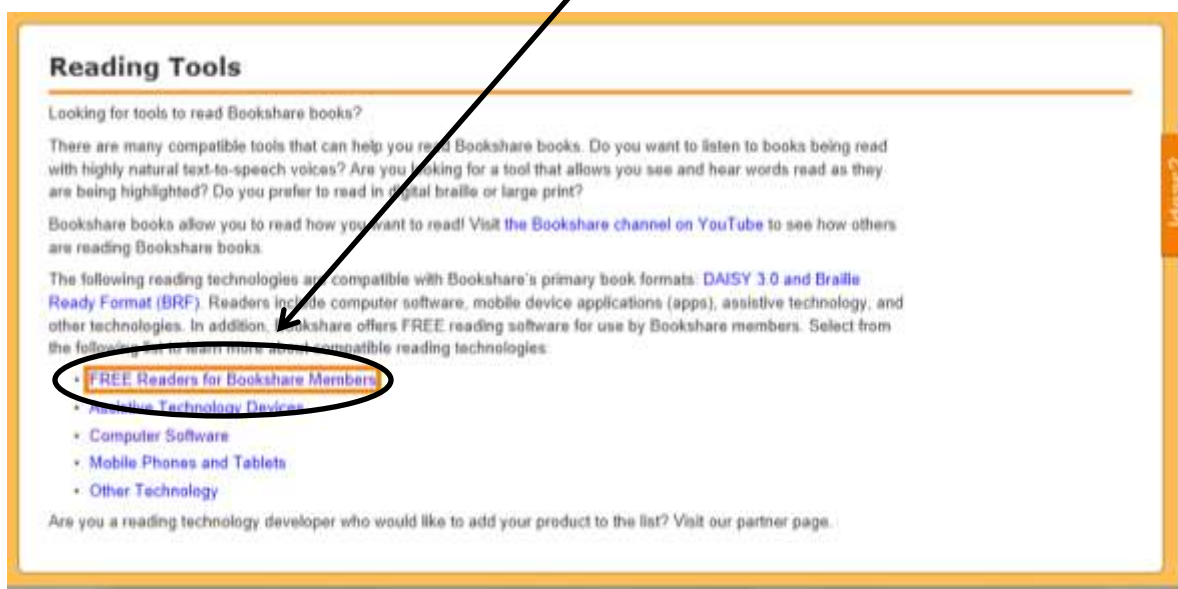 Reading Tools
Looking for tools to read Bookshare books?
There are many compatible tools that can help you read Bookshare books. Do you want to listen to books being read
with highly natural text-to-speech voices? Are you looking for a tool that allows you see and hear words read as they
are being highlighted? Do you prefer to read in digital braille or large print?
Bookshare books allow you to read how you want to read! Visit the Bookshare channel on YouTube to see how others
are reading Bookshare books.
The following reading technologies are compatible with Bookshare's primary book formats: DAISY 3.0 and Braille
Ready Format (BRF). Readers include computer software, mobile device applications (apps), assistive technology, and
other technologies. In addition, Bookshare offers FREE reading software for use by Bookshare members. Select from
the following list to learn more about compatible reading technologies:
• FREE Readers for Bookshare Members
• Assistive Technology Devices
• Computer Software
• Mobile Phones and Tablets
• Other Technology
Are you a reading technology developer who would like to add your product to the list? Visit our partner page.
Ideas?